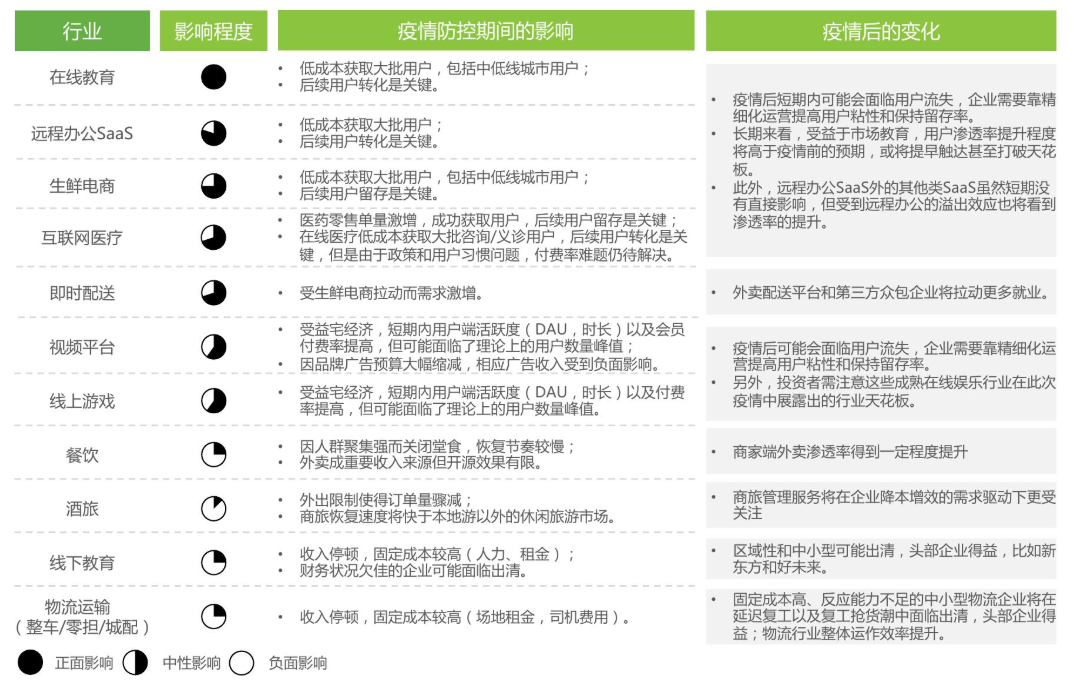 行业
影响程度
疫情防控期间的影响
疫情后的变化
在线教育
• 低成本获取大批用户，包括中低线城市用户；
• 后续用户转化是关键。
远程办公SaaS
• 低成本获取大批用户；
• 后续用户转化是关键。
生鲜电商
• 低成本获取大批用户，包括中低线城市用户；
• 后续用户留存是关键。
互联网医疗
• 医药零售单量激增，成功获取用户，后续用户留存是关键；
• 在线医疗低成本获取大批咨询/义诊用户，后续用户转化是关
键，但是由于政策和用户习惯问题，付费率难题仍待解决。
• 疫情后短期内可能会面临用户流失，企业需要靠精
细化运营提高用户粘性和保持留存率。
• 长期来看，受益于市场教育，用户渗透率提升程度
将高于疫情前的预期，或将提早触达甚至打破天花
板。
• 此外，远程办公SaaS外的其他类SaaS虽然短期没
有直接影响，但受到远程办公的溢出效应也将看到
渗透率的提升。
即时配送
• 受生鲜电商拉动而需求激增。
• 外卖配送平台和第三方众包企业将拉动更多就业。
视频平台
• 受益宅经济，短期内用户端活跃度（DAU，时长）以及会员
付费率提高，但可能面临了理论上的用户数量峰值；
• 因品牌广告预算大幅缩减，相应广告收入受到负面影响。
线上游戏
• 受益宅经济，短期内用户端活跃度（DAU，时长）以及付费
率提高，但可能面临了理论上的用户数量峰值。
• 疫情后可能会面临用户流失，企业需要靠精细化运
营提高用户粘性和保持留存率。
• 另外，投资者需注意这些成熟在线娱乐行业在此次
疫情中展露出的行业天花板。
餐饮
• 因人群聚集强而关闭堂食，恢复节奏较慢；
• 外卖成重要收入来源但开源效果有限。
• 商家端外卖渗透率得到一定程度提升
酒旅
• 外出限制使得订单量骤减；
• 商旅恢复速度将快于本地游以外的休闲旅游市场。
• 商旅管理服务将在企业降本增效的需求驱动下更受
关注
线下教育
• 收入停顿，固定成本较高（人力、租金）；
• 财务状况欠佳的企业可能面临出清。
• 区域性和中小型可能出清，头部企业得益，比如新
东方和好未来。
物流运输
（整车/零担/城配）
• 收入停顿，固定成本较高（场地租金，司机费用）。
• 固定成本高、反应能力不足的中小型物流企业将在
延迟复工以及复工抢货潮中面临出清，头部企业得
益；物流行业整体运作效率提升。
正面影响
中性影响
负面影响